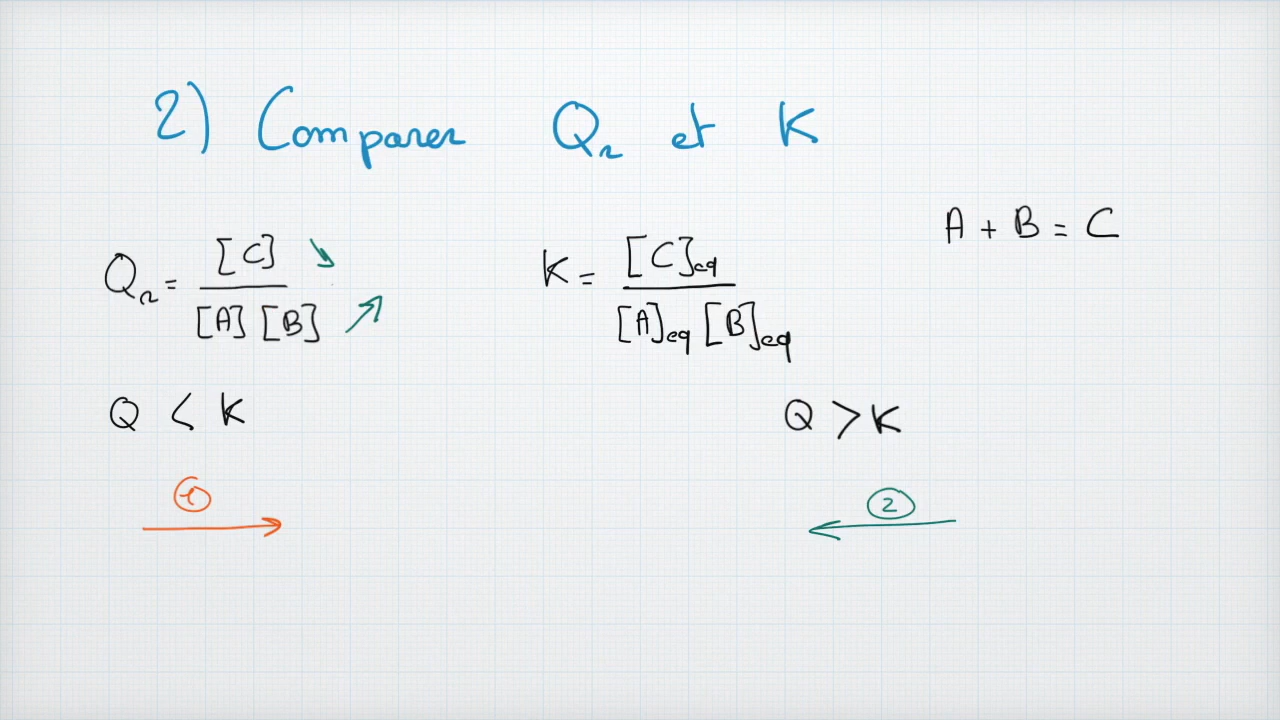 2) Comparer Qr et K
A + B = C
Qr = [C] / [A] [B]
K = [C]eq / [A]eq [B]eq
Q < K
Q > K
1
2